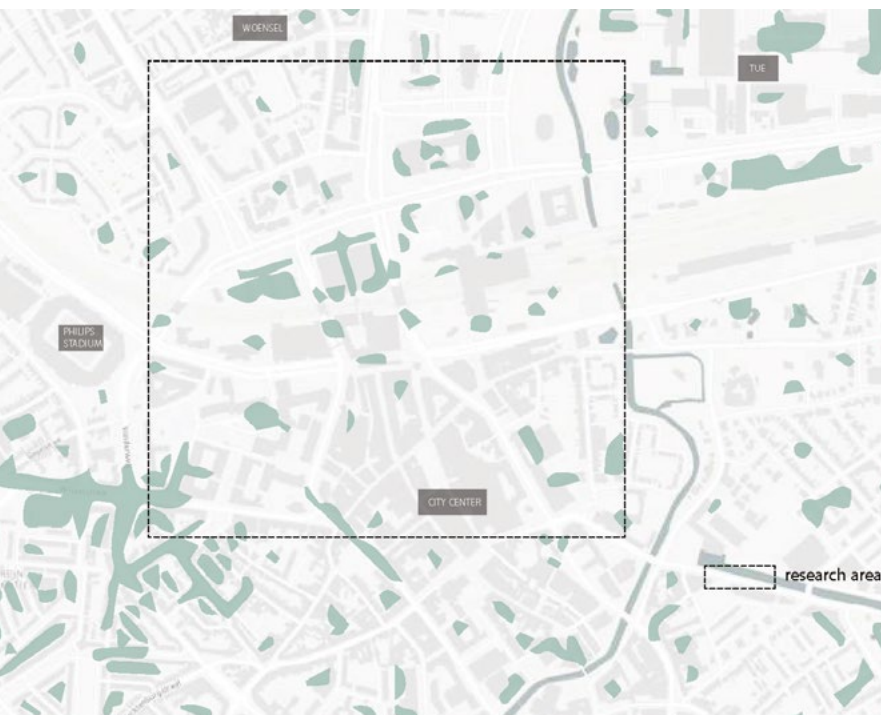 WOENSEL
TUE
PHILIPS
STADIUM
CITY CENTER
research area